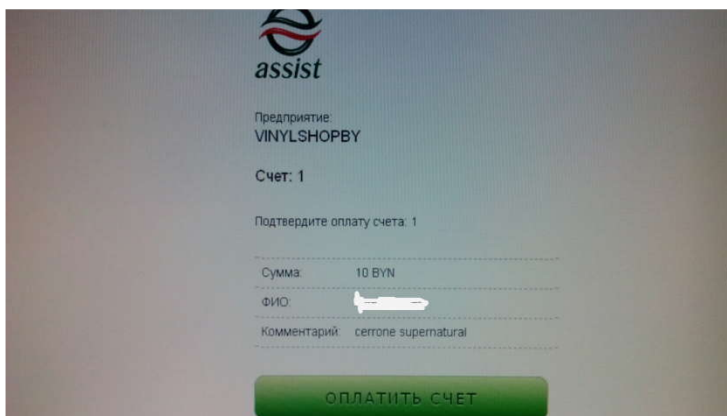 assist
Предприятие:
VINYLSHOPBY
Счет: 1
Подтвердите оплату счета: 1
Сумма: 10 BYN
ФИО:
Комментарий: cerrone supernatural
ОПЛАТИТЬ СЧЕТ